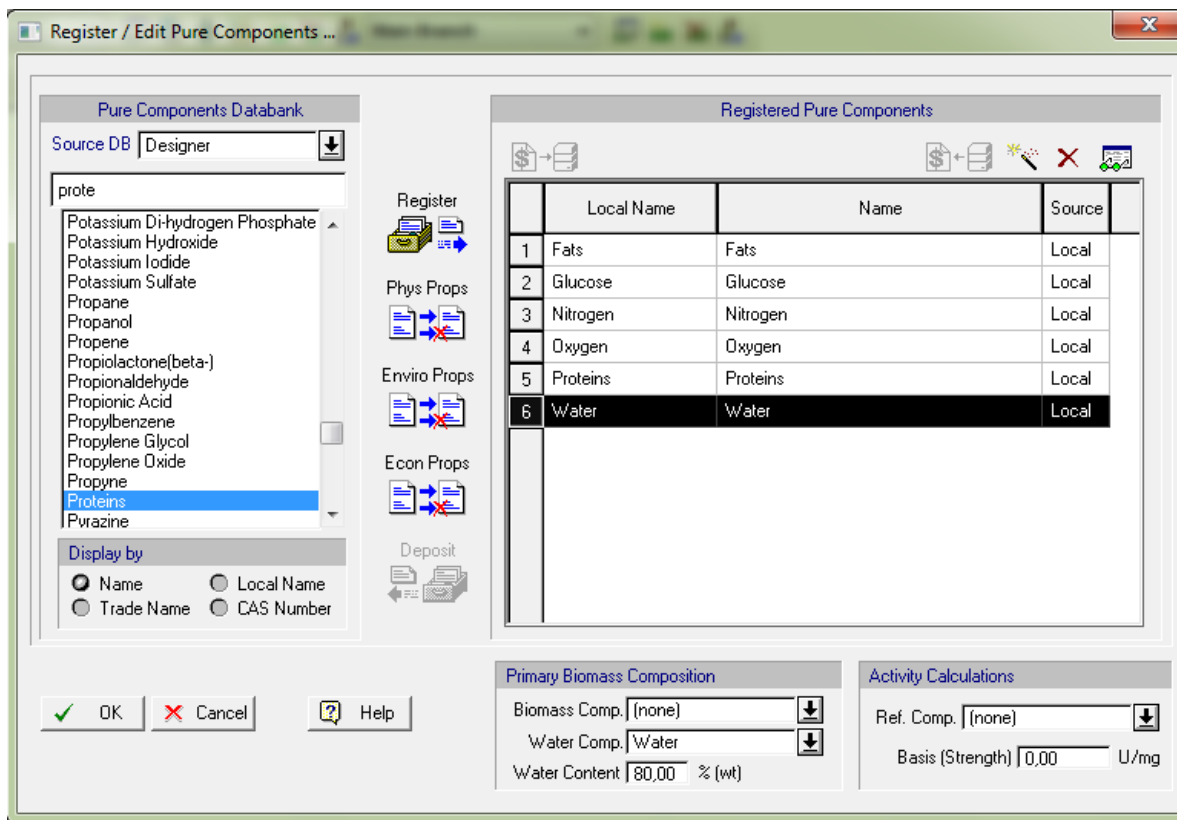 Register / Edit Pure Components ...
Pure Components Databank
Source DB Designer
prote
Potassium Di-hydrogen Phosphate
Potassium Hydroxide
Potassium Iodide
Potassium Sulfate
Propane
Propanol
Propene
Propiolactone(beta-)
Propionaldehyde
Propionic Acid
Propylbenzene
Propylene Glycol
Propylene Oxide
Propyne
Proteins
Pyrazine
Display by
Name Local Name
Trade Name CAS Number
Register
Phys Props
Enviro Props
Econ Props
Deposit
Registered Pure Components
Local Name Name Source
1 Fats Fats Local
2 Glucose Glucose Local
3 Nitrogen Nitrogen Local
4 Oxygen Oxygen Local
5 Proteins Proteins Local
6 Water Water Local
OK Cancel Help
Primary Biomass Composition
Biomass Comp. (none)
Water Comp. Water
Water Content 80,00 % (wt)
Activity Calculations
Ref. Comp. (none)
Basis (Strength) 0,00 U/mg